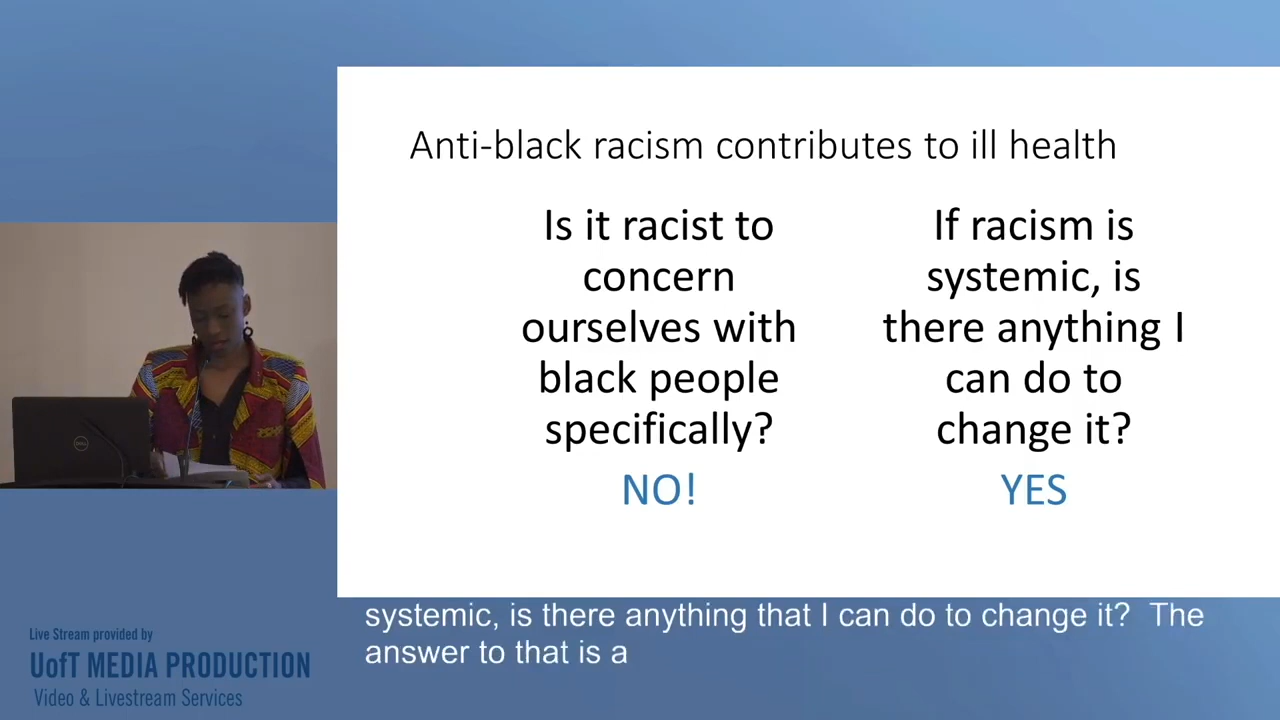 Anti-black racism contributes to ill health
Is it racist to
concern
ourselves with
black people
specifically?
NO!
If racism is
systemic, is
there anything I
can do to
change it?
YES
systemic, is there anything that I can do to change it?  The
answer to that is a
Live Stream provided by
UofT MEDIA PRODUCTION
Video & Livestream Services
DELL